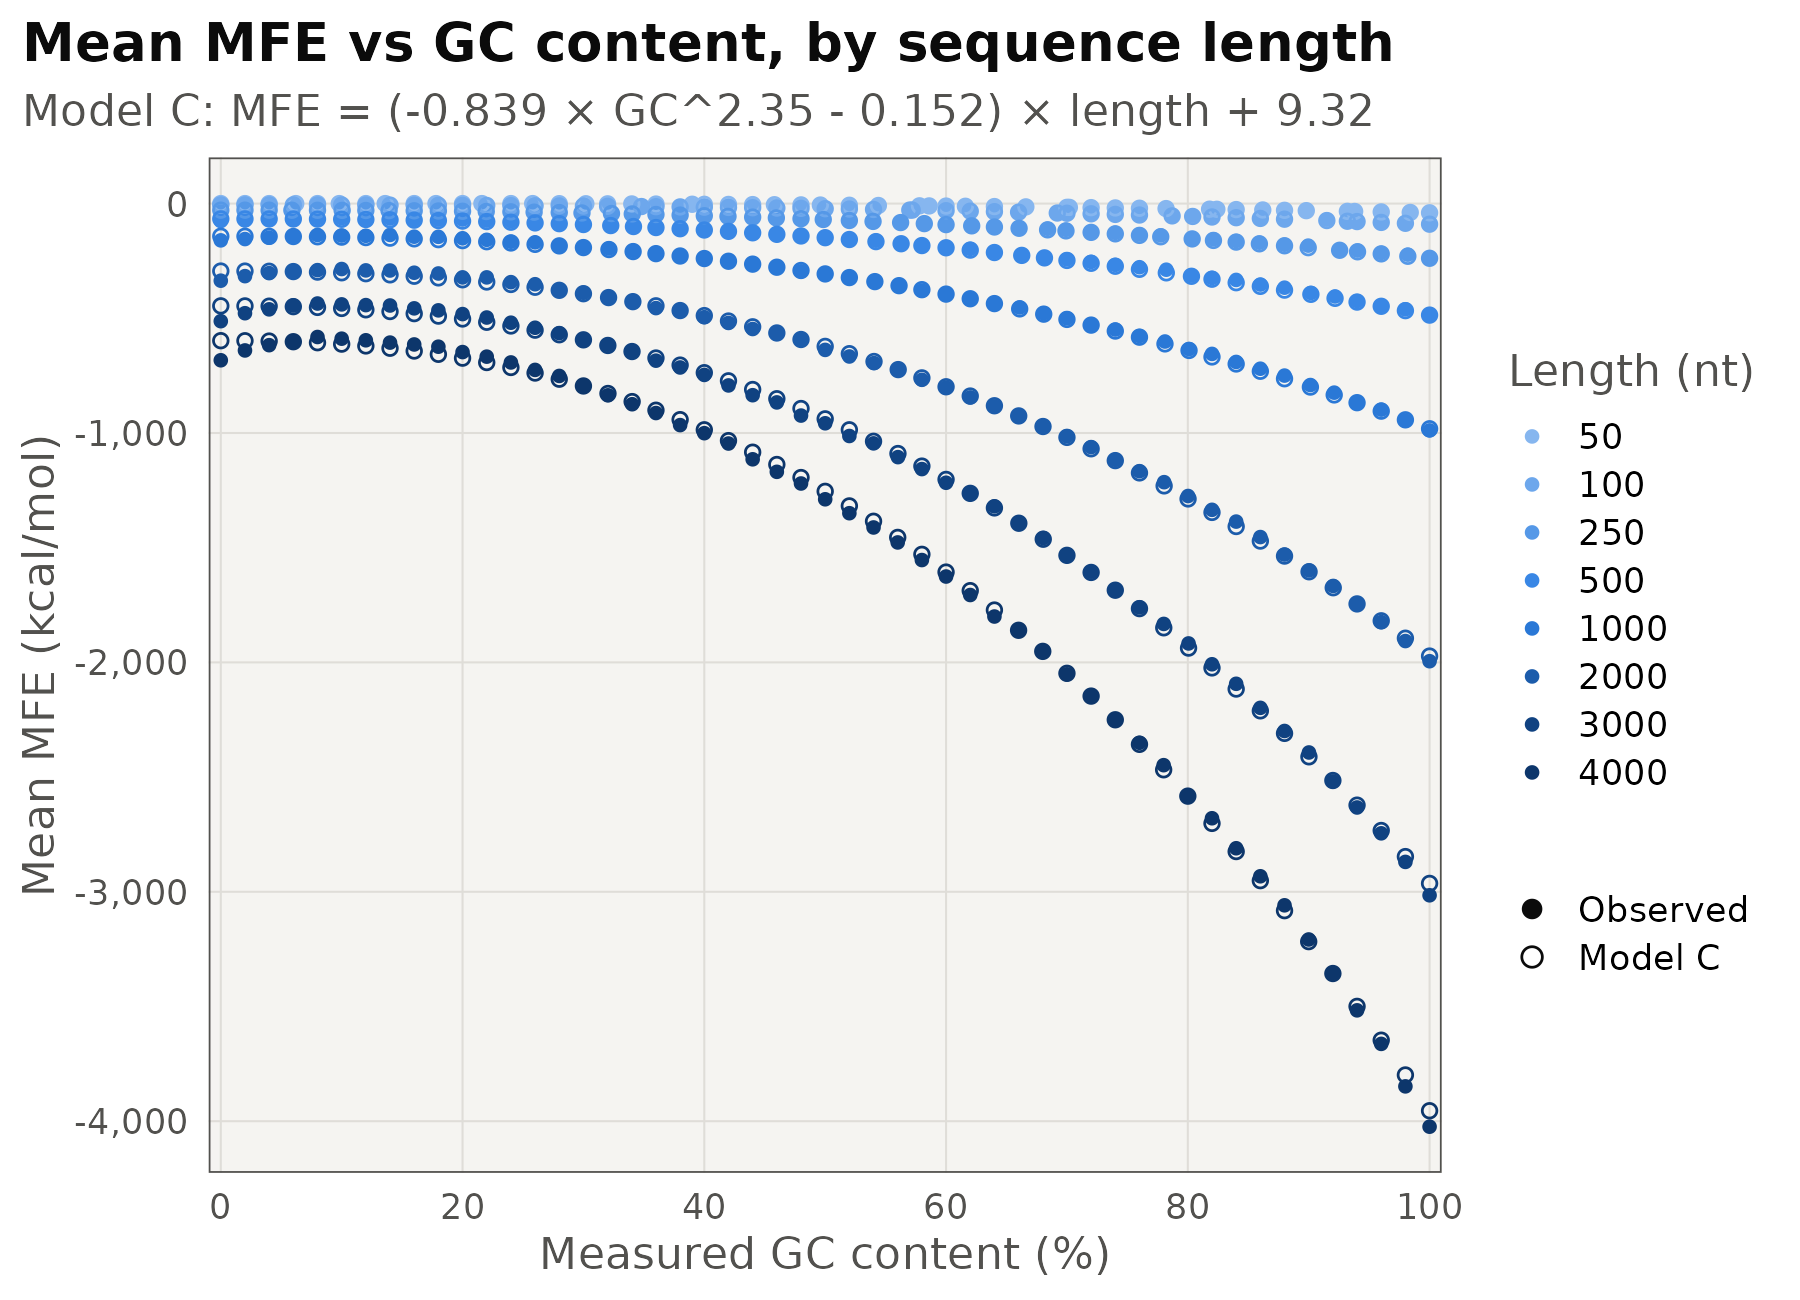 Mean MFE vs GC content, by sequence length
Model C: MFE = (-0.839 × GC^2.35 - 0.152) × length + 9.32
Mean MFE (kcal/mol)
0
-1,000
-2,000
-3,000
-4,000
0 20 40 60 80 100
Measured GC content (%)
Length (nt)
50
100
250
500
1000
2000
3000
4000
Observed
Model C